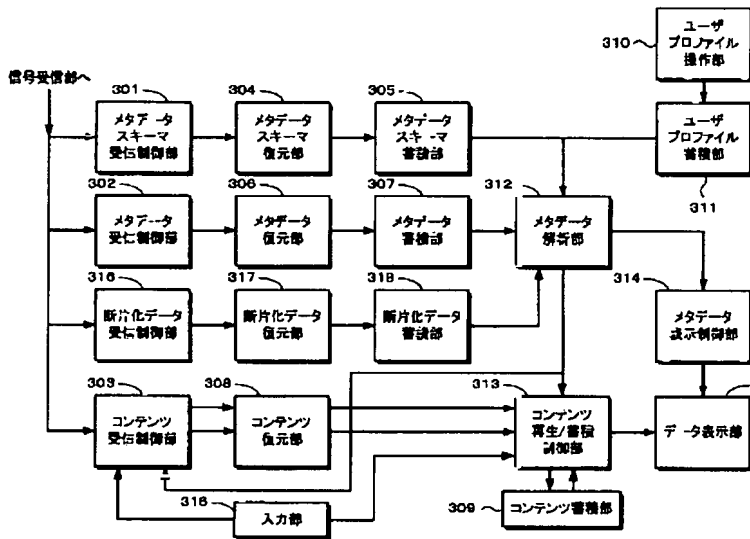 310
ユーザ
プロファイル
操作部
信号受信部へ
301
メタデータ
スキーマ
受信制御部
304
メタデータ
スキーマ
復元部
305
メタデータ
スキーマ
蓄積部
ユーザ
プロファイル
蓄積部
311
302
メタデータ
受信制御部
306
メタデータ
復元部
307
メタデータ
蓄積部
312
メタデータ
解析部
316
断片化データ
受信制御部
317
断片化データ
復元部
318
断片化データ
蓄積部
314
メタデータ
表示制御部
303
コンテンツ
受信制御部
308
コンテンツ
復元部
313
コンテンツ
再生/蓄積
制御部
データ表示部
316
入力部
309
コンテンツ蓄積部